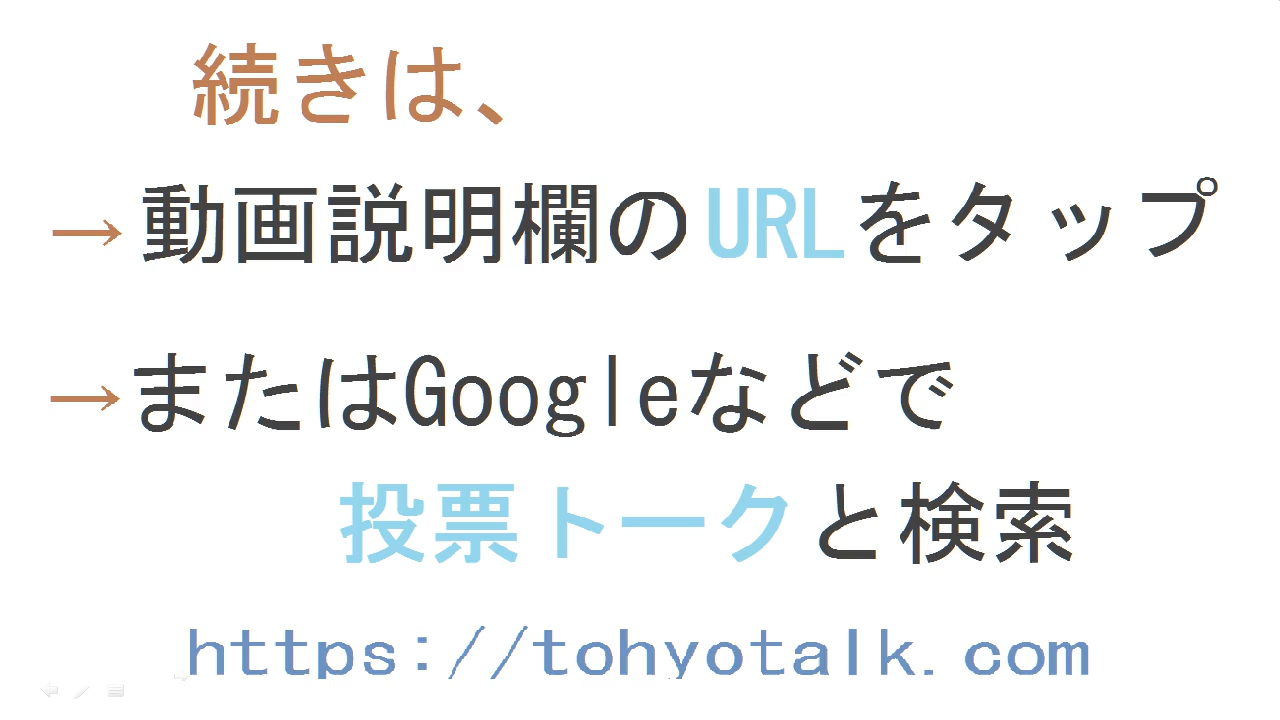 続きは、
→動画説明欄のURLをタップ
→またはGoogleなどで
投票トークと検索
https://tohyotalk.com